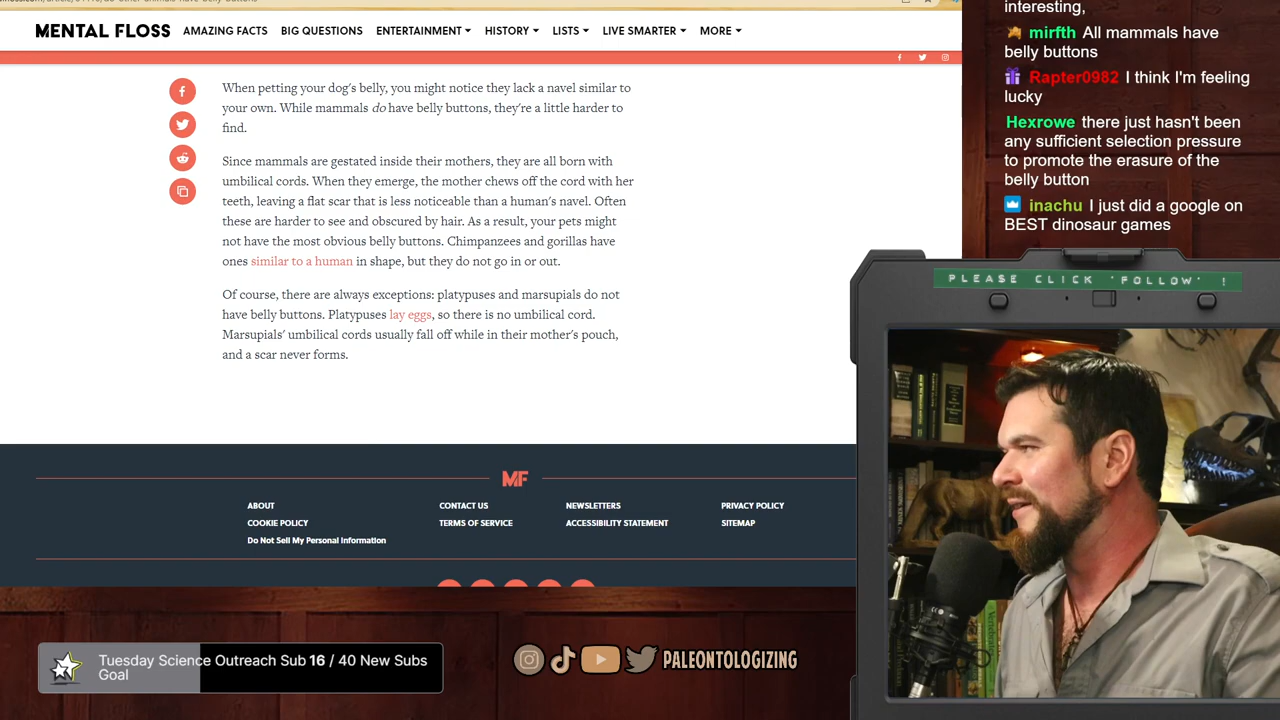 MENTAL FLOSS AMAZING FACTS BIG QUESTIONS ENTERTAINMENT HISTORY LISTS LIVE SMARTER MORE
When petting your dog's belly, you might notice they lack a navel similar to
your own. While mammals do have belly buttons, they're a little harder to
find.
Since mammals are gestated inside their mothers, they are all born with
umbilical cords. When they emerge, the mother chews off the cord with her
teeth, leaving a flat scar that is less noticeable than a human's navel. Often
these are harder to see and obscured by hair. As a result, your pets might
not have the most obvious belly buttons. Chimpanzees and gorillas have
ones similar to a human in shape, but they do not go in or out.
Of course, there are always exceptions: platypuses and marsupials do not
have belly buttons. Platypuses lay eggs, so there is no umbilical cord.
Marsupials' umbilical cords usually fall off while in their mother's pouch,
and a scar never forms.
MF
ABOUT CONTACT US NEWSLETTERS PRIVACY POLICY
COOKIE POLICY TERMS OF SERVICE ACCESSIBILITY STATEMENT SITEMAP
Do Not Sell My Personal Information
interesting,
mirfth All mammals have
belly buttons
Rapter0982 I think I'm feeling
lucky
Hexrowe there just hasn't been
any sufficient selection pressure
to promote the erasure of the
belly button
inachu I just did a google on
BEST dinosaur games
PLEASE CLICK 'FOLLOW' !
Tuesday Science Outreach Sub 16 / 40 New Subs
Goal
PALEONTOLOGIZING